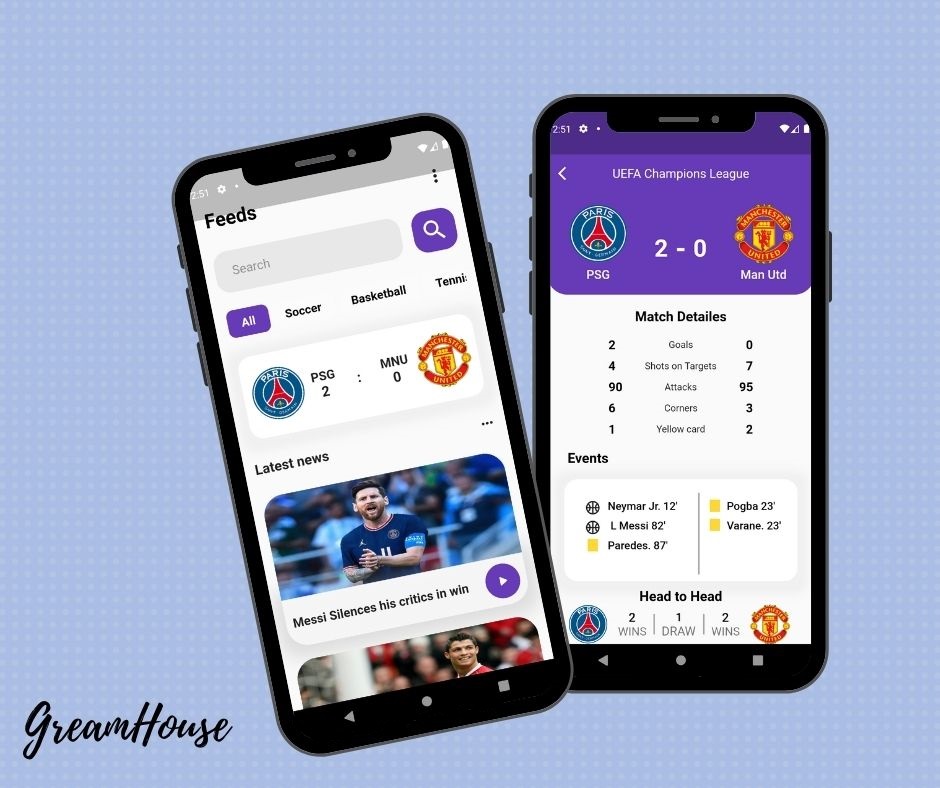 2:51
Feeds
Search
All Soccer Basketball Tennis
PARIS
SAINT-GERMAIN
PSG
2
:
MNU
0
MANCHESTER
UNITED
Latest news
Messi Silences his critics in win
2:51
UEFA Champions League
PARIS
SAINT-GERMAIN
PSG
2 - 0
MANCHESTER
UNITED
Man Utd
Match Detailes
2 Goals 0
4 Shots on Targets 7
90 Attacks 95
6 Corners 3
1 Yellow card 2
Events
Neymar Jr. 12' Pogba 23'
L Messi 82' Varane. 23'
Paredes. 87'
Head to Head
2 1 2
WINS DRAW WINS
GreamHouse